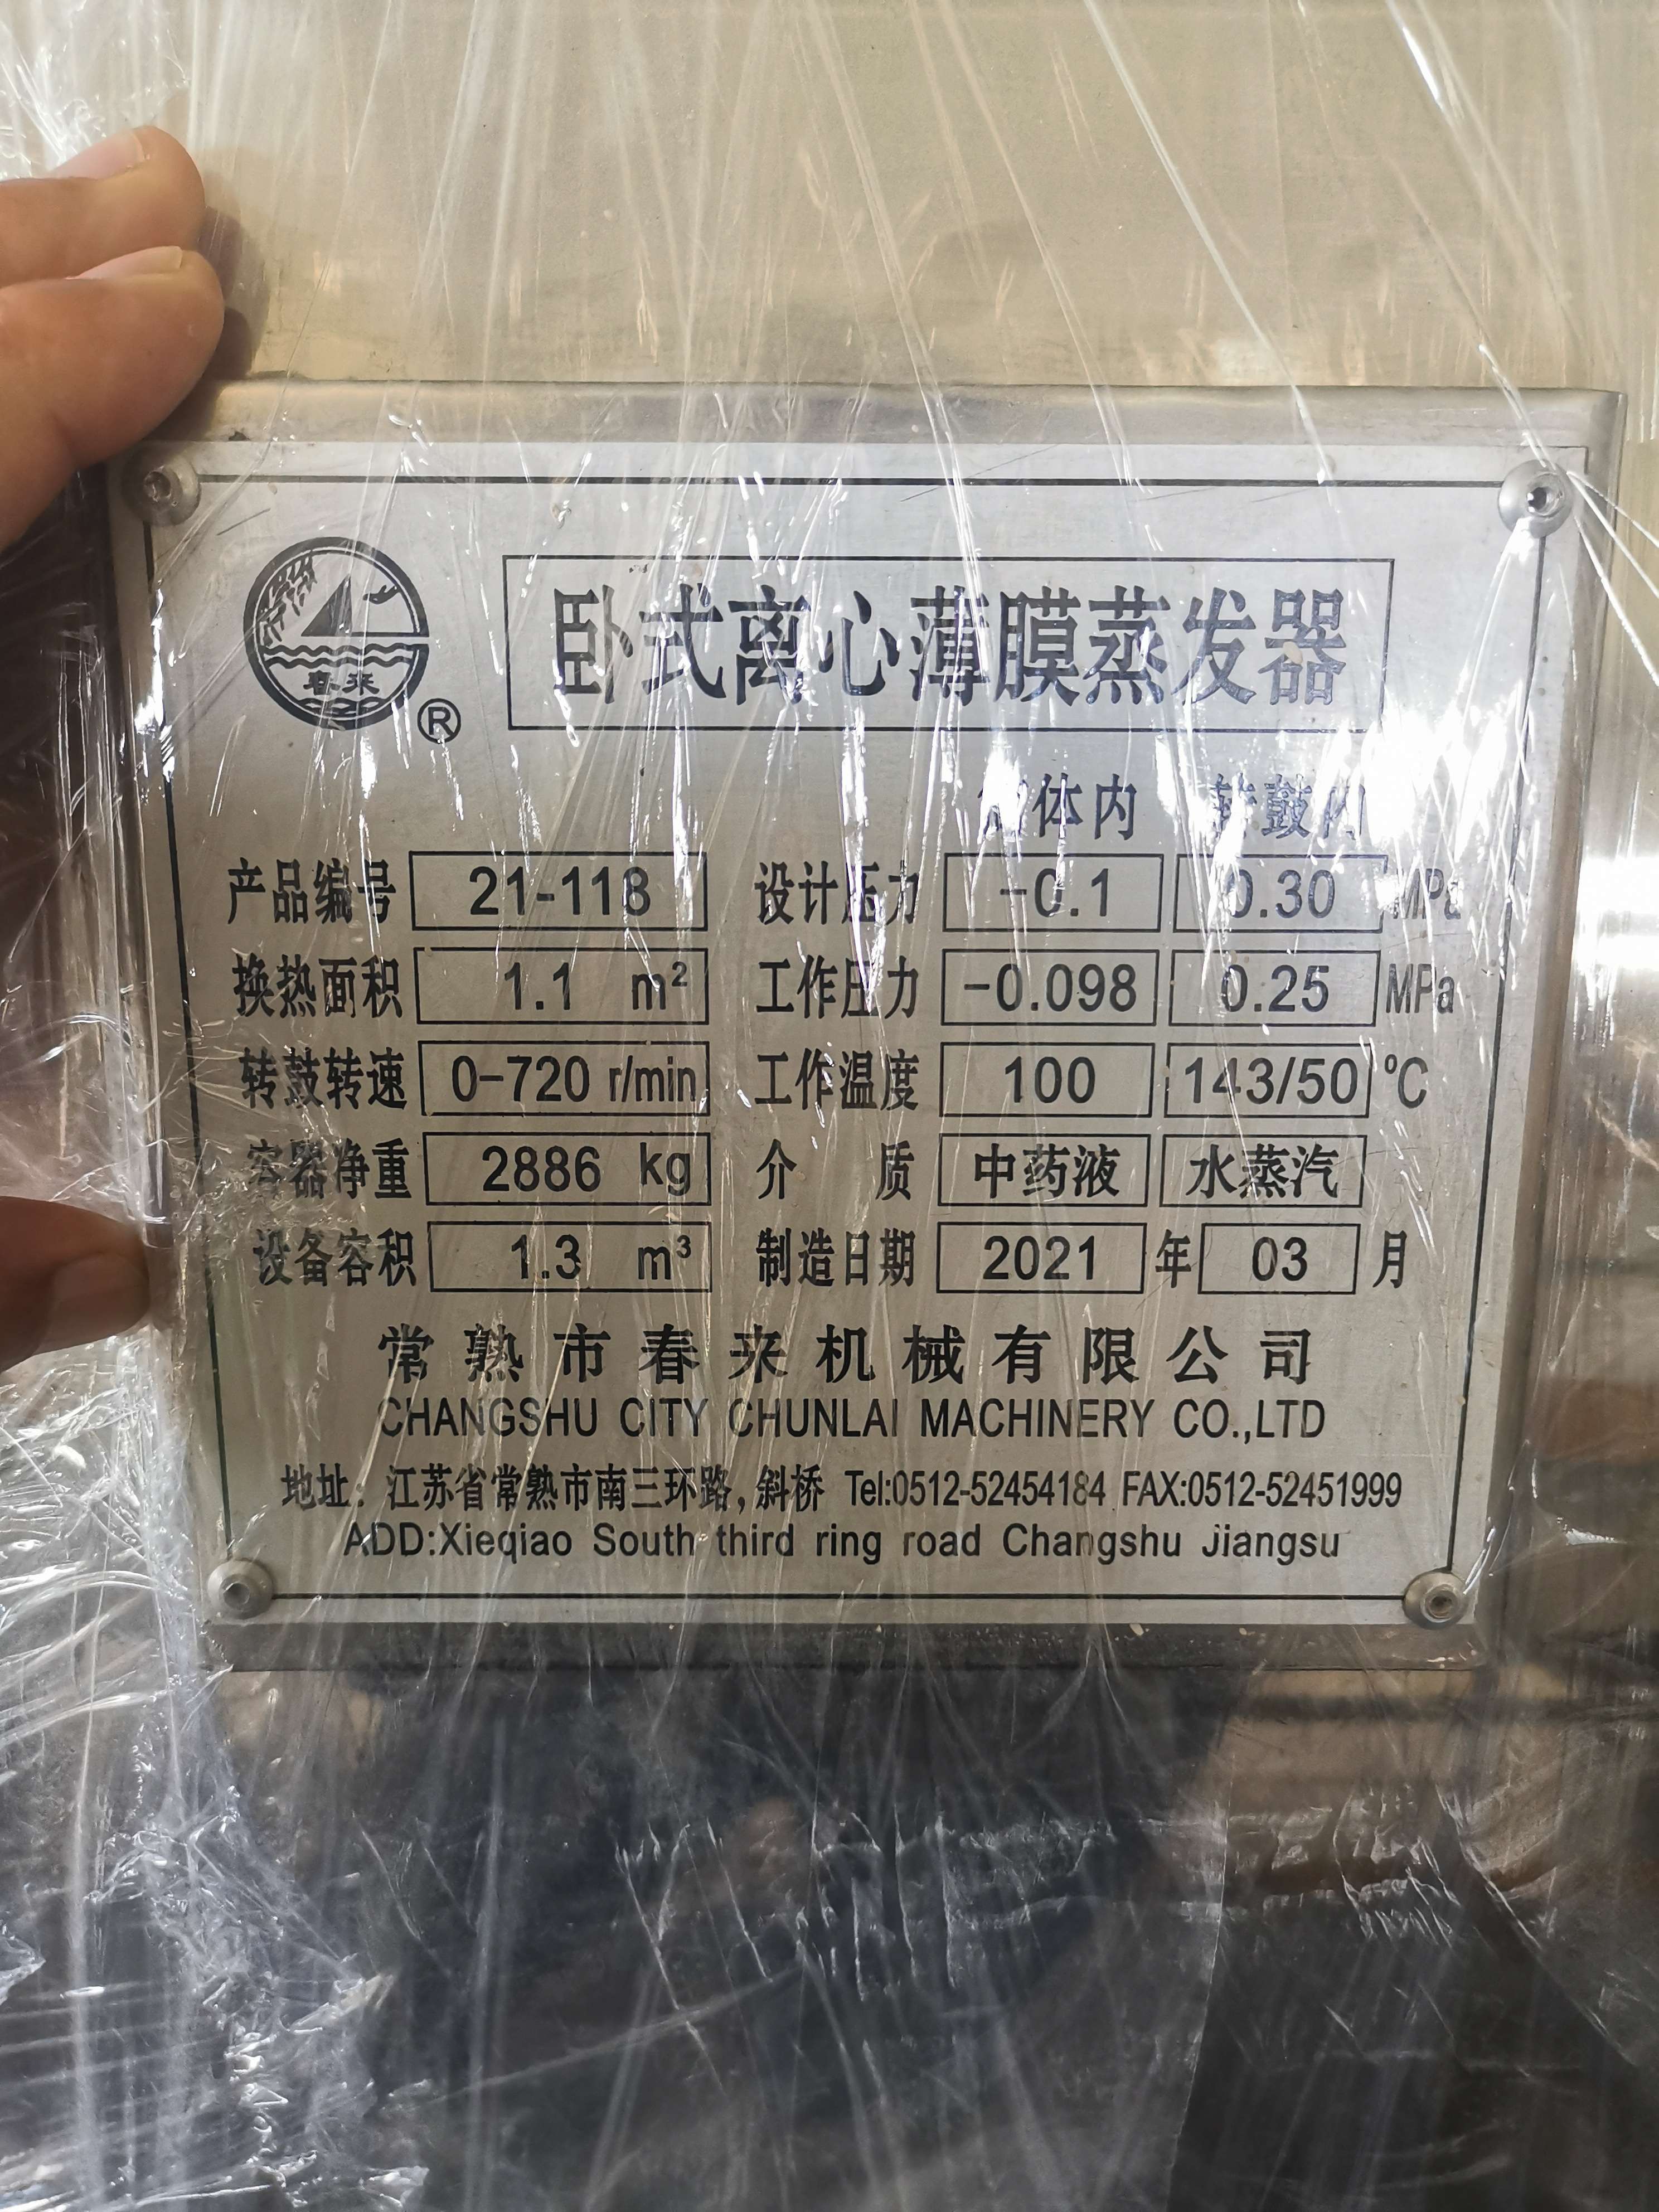 春来
®
卧式离心薄膜蒸发器
体内 转鼓内
产品编号 21-118 设计压力 -0.1 0.30 MPa
换热面积 1.1 m² 工作压力 -0.098 0.25 MPa
转鼓转速 0-720 r/min 工作温度 100 143/50 °C
容器净重 2886 kg 介 质 中药液 水蒸汽
设备容积 1.3 m³ 制造日期 2021 年 03 月
常熟市春来机械有限公司
CHANGSHU CITY CHUNLAI MACHINERY CO.,LTD
地址：江苏省常熟市南三环路,斜桥 Tel:0512-52454184 FAX:0512-52451999
ADD:Xieqiao South third ring road Changshu Jiangsu